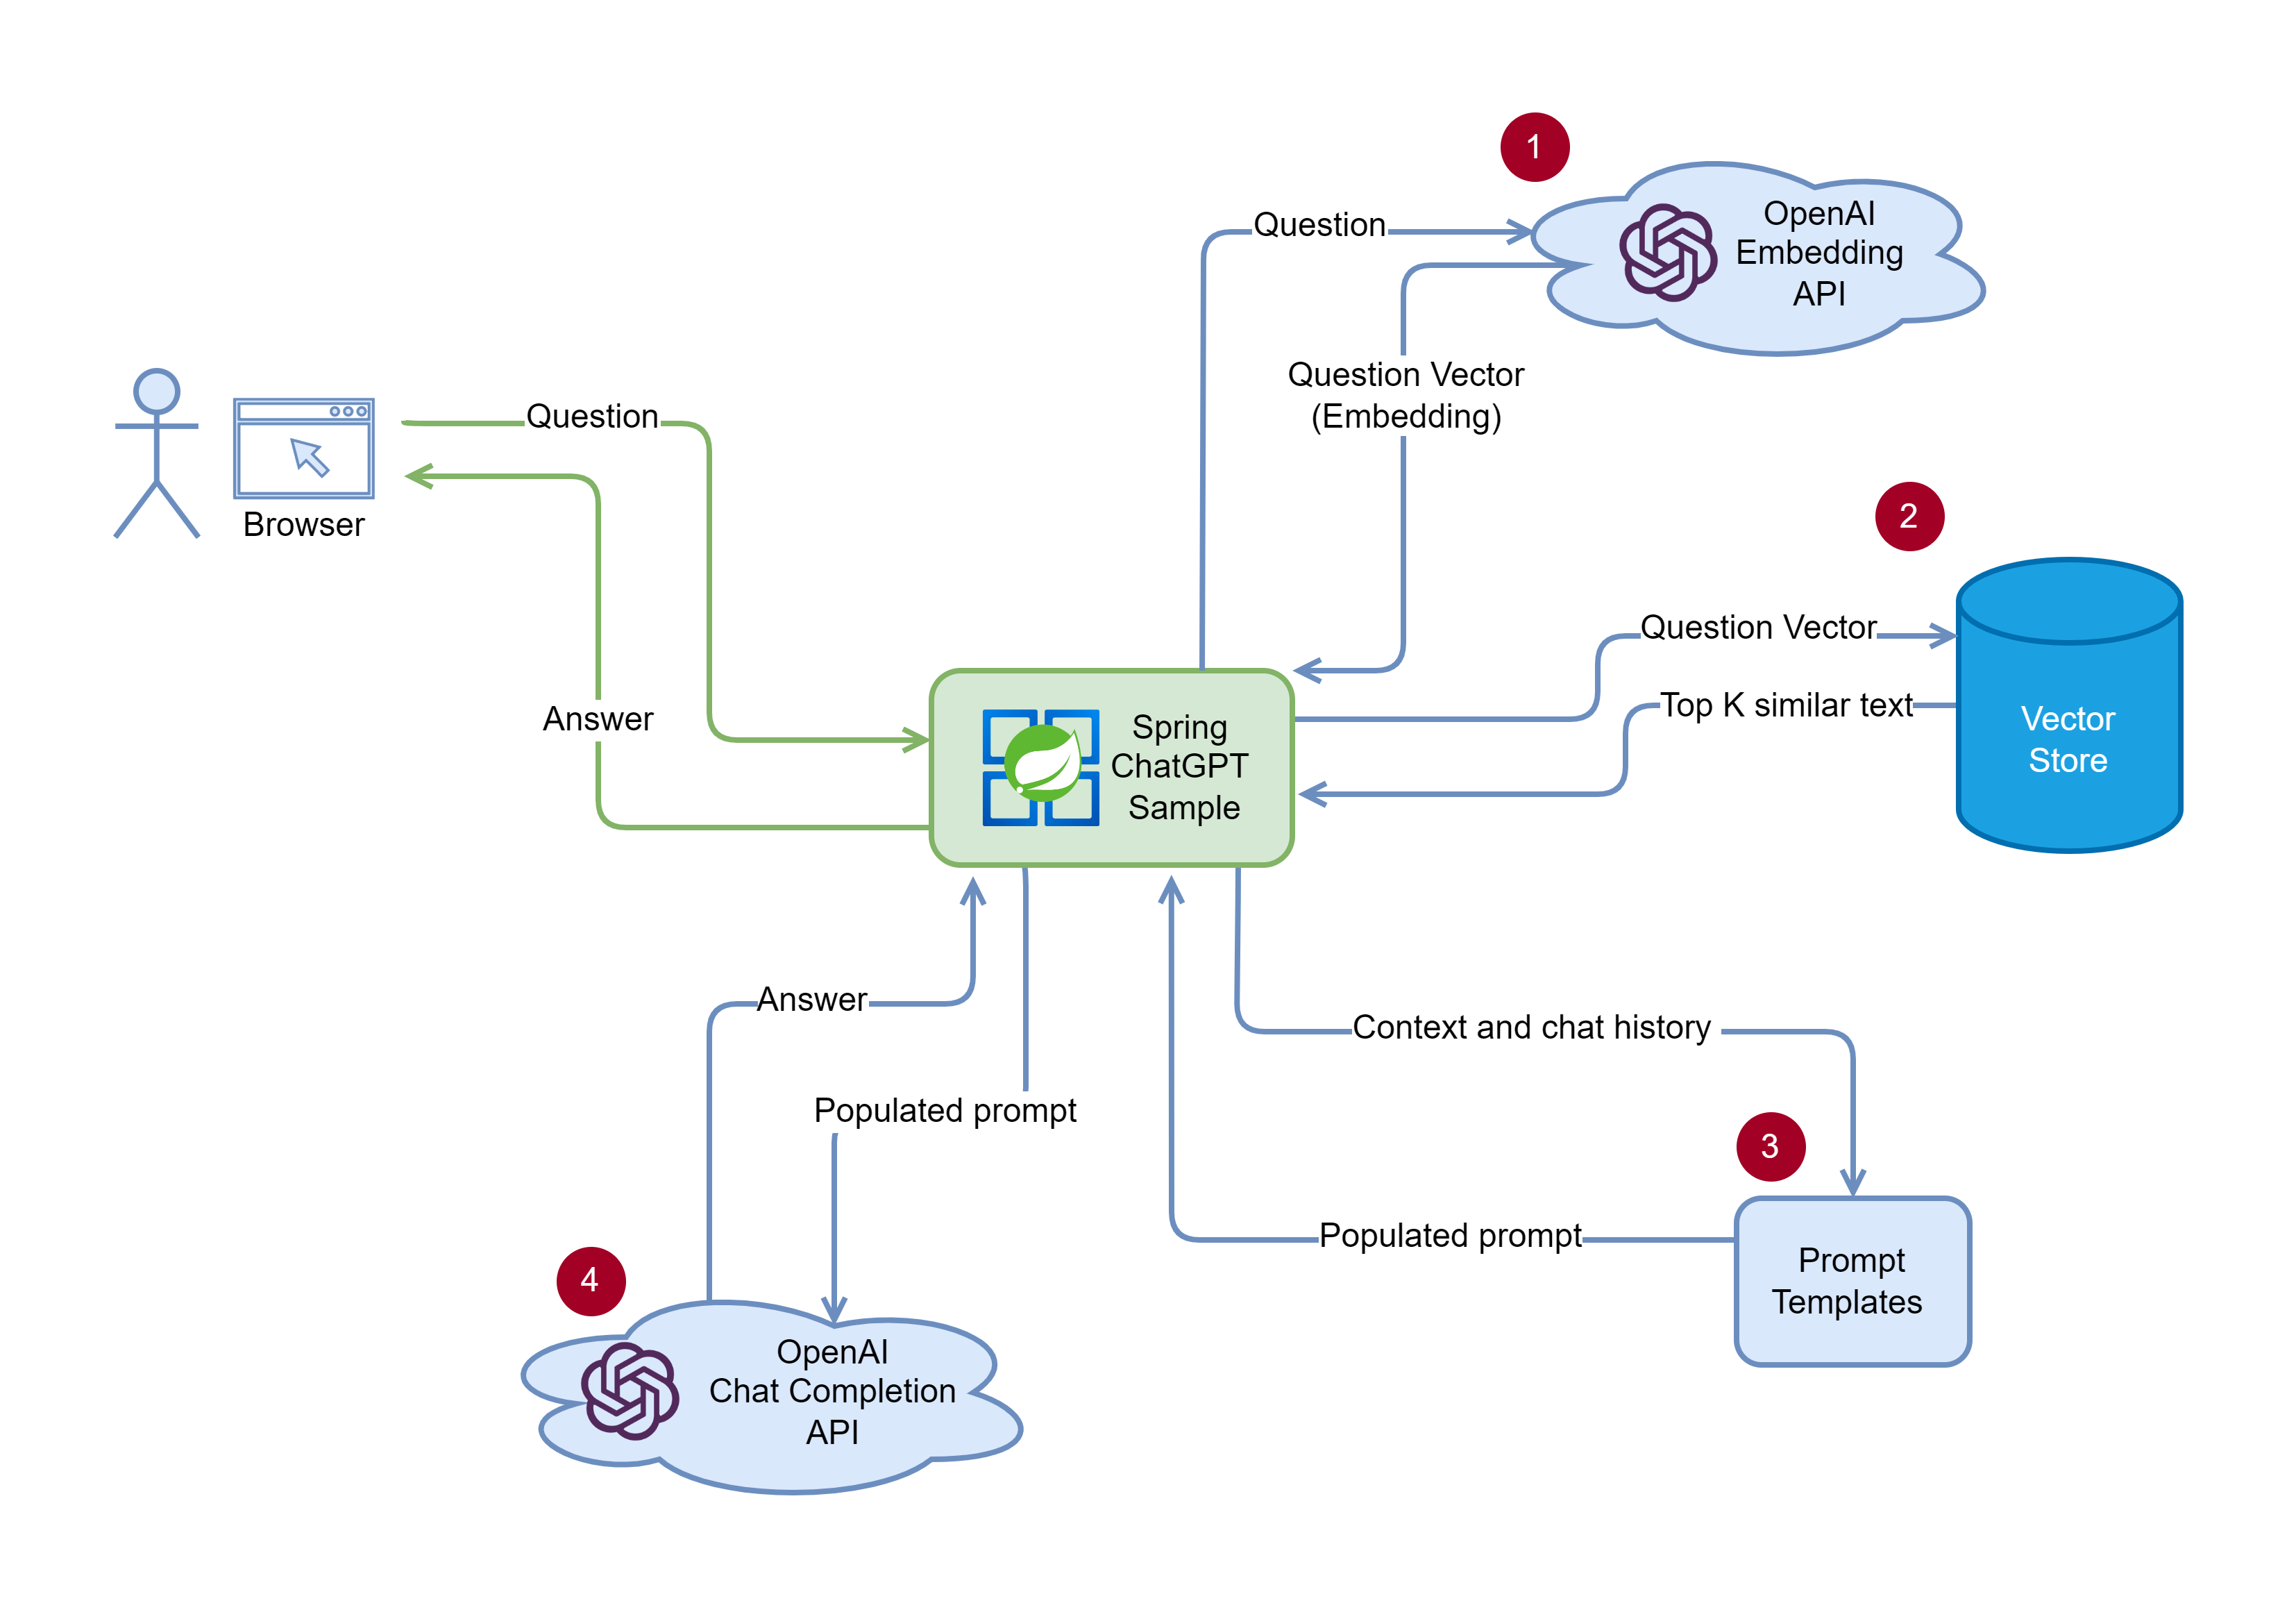 1
Question
OpenAI
Embedding
API
Question Vector
(Embedding)
Question
Browser
2
Question Vector
Top K similar text
Vector
Store
Answer
Spring
ChatGPT
Sample
Answer
Context and chat history
Populated prompt
3
Populated prompt
Prompt
Templates
4
OpenAI
Chat Completion
API